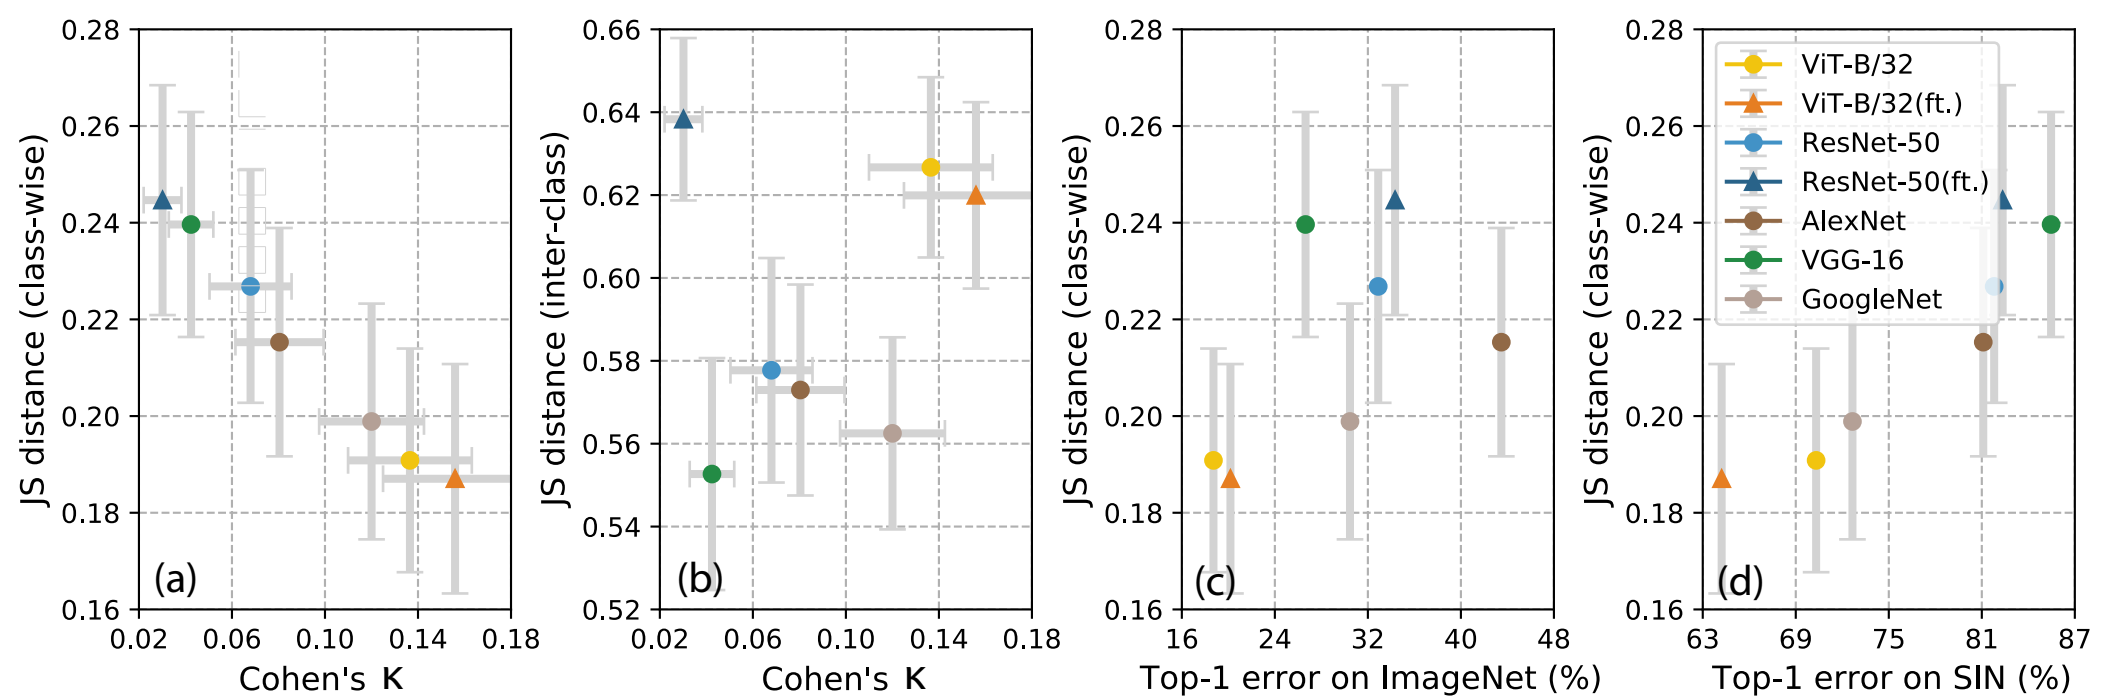 0.28
0.26
0.24
0.22
0.20
0.18
0.16
JS distance (class-wise)
(a)
0.02 0.06 0.10 0.14 0.18
Cohen's κ
0.66
0.64
0.62
0.60
0.58
0.56
0.54
0.52
JS distance (inter-class)
(b)
0.02 0.06 0.10 0.14 0.18
Cohen's κ
0.28
0.26
0.24
0.22
0.20
0.18
0.16
JS distance (class-wise)
(c)
16 24 32 40 48
Top-1 error on ImageNet (%)
0.28
0.26
0.24
0.22
0.20
0.18
0.16
JS distance (class-wise)
ViT-B/32
ViT-B/32(ft.)
ResNet-50
ResNet-50(ft.)
AlexNet
VGG-16
GoogleNet
(d)
63 69 75 81 87
Top-1 error on SIN (%)